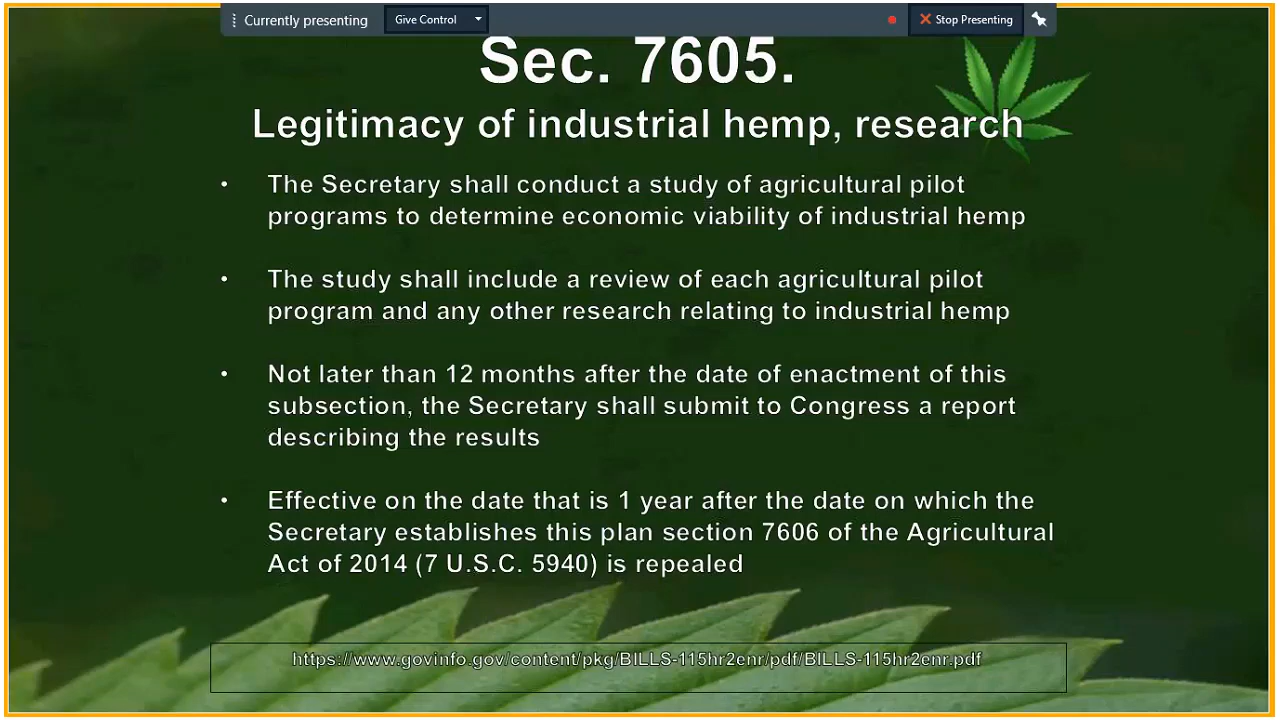 Currently presenting
Give Control
Stop Presenting
Sec. 7605.
Legitimacy of industrial hemp, research
• The Secretary shall conduct a study of agricultural pilot
programs to determine economic viability of industrial hemp
• The study shall include a review of each agricultural pilot
program and any other research relating to industrial hemp
• Not later than 12 months after the date of enactment of this
subsection, the Secretary shall submit to Congress a report
describing the results
• Effective on the date that is 1 year after the date on which the
Secretary establishes this plan section 7606 of the Agricultural
Act of 2014 (7 U.S.C. 5940) is repealed
https://www.govinfo.gov/content/pkg/BILLS-115hr2enr/pdf/BILLS-115hr2enr.pdf